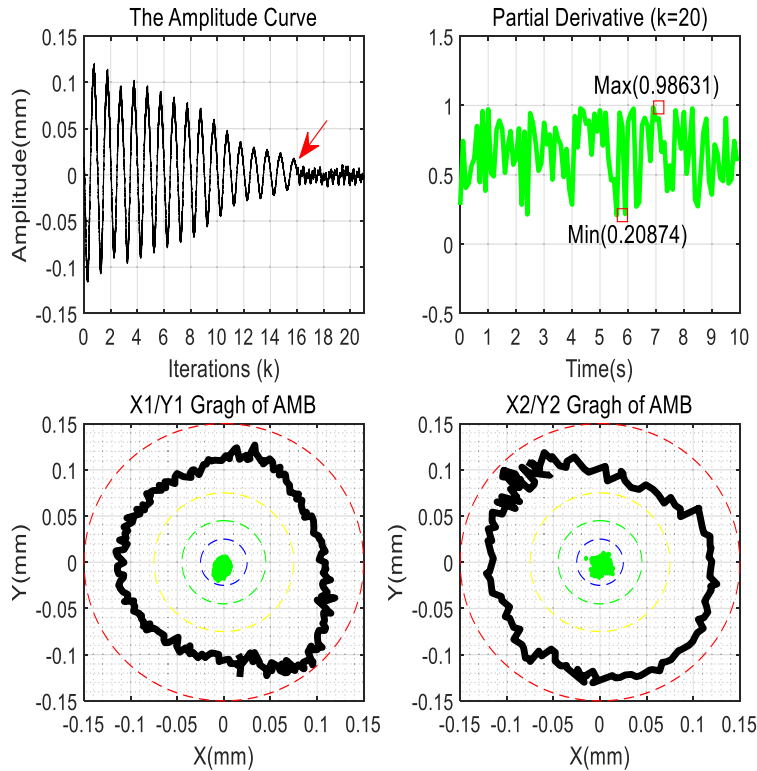 The Amplitude Curve
0.15
0.1
0.05
0
-0.05
-0.1
-0.15
0 2 4 6 8 10 12 14 16 18 20
Amplitude(mm)
Iterations (k)
Partial Derivative (k=20)
1.5
1
0.5
0
-0.5
Max(0.98631)
Min(0.20874)
0 1 2 3 4 5 6 7 8 9 10
Time(s)
X1/Y1 Gragh of AMB
0.15
0.1
0.05
0
-0.05
-0.1
-0.15
-0.15 -0.1 -0.05 0 0.05 0.1 0.15
Y(mm)
X(mm)
X2/Y2 Gragh of AMB
0.15
0.1
0.05
0
-0.05
-0.1
-0.15
-0.15 -0.1 -0.05 0 0.05 0.1 0.15
Y(mm)
X(mm)